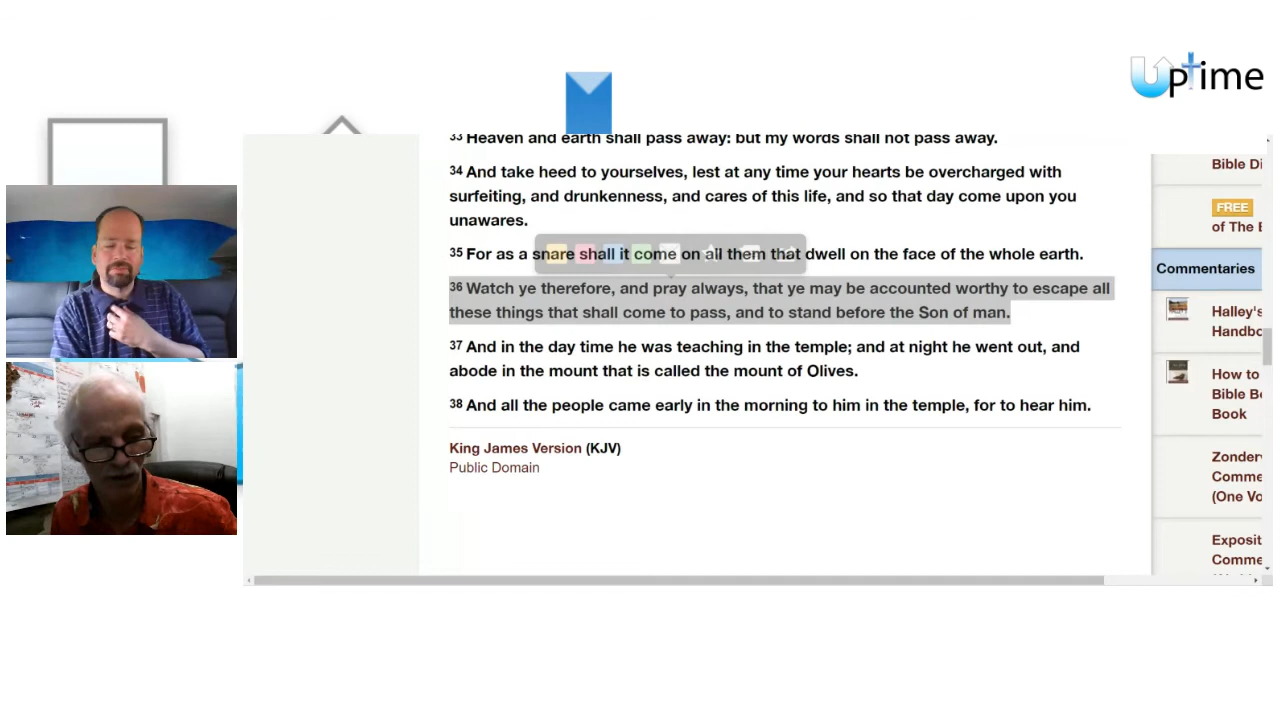 Uptime
33 Heaven and earth shall pass away: but my words shall not pass away.
34 And take heed to yourselves, lest at any time your hearts be overcharged with
surfeiting, and drunkenness, and cares of this life, and so that day come upon you
unawares.
35 For as a snare shall it come on all them that dwell on the face of the whole earth.
36 Watch ye therefore, and pray always, that ye may be accounted worthy to escape all
these things that shall come to pass, and to stand before the Son of man.
37 And in the day time he was teaching in the temple; and at night he went out, and
abode in the mount that is called the mount of Olives.
38 And all the people came early in the morning to him in the temple, for to hear him.
King James Version (KJV)
Public Domain
Bible Di
FREE
of The E
Commentaries
Halley's
Handbo
How to
Bible Bo
Book
Zonderv
Comme
(One Vo
Exposit
Comme